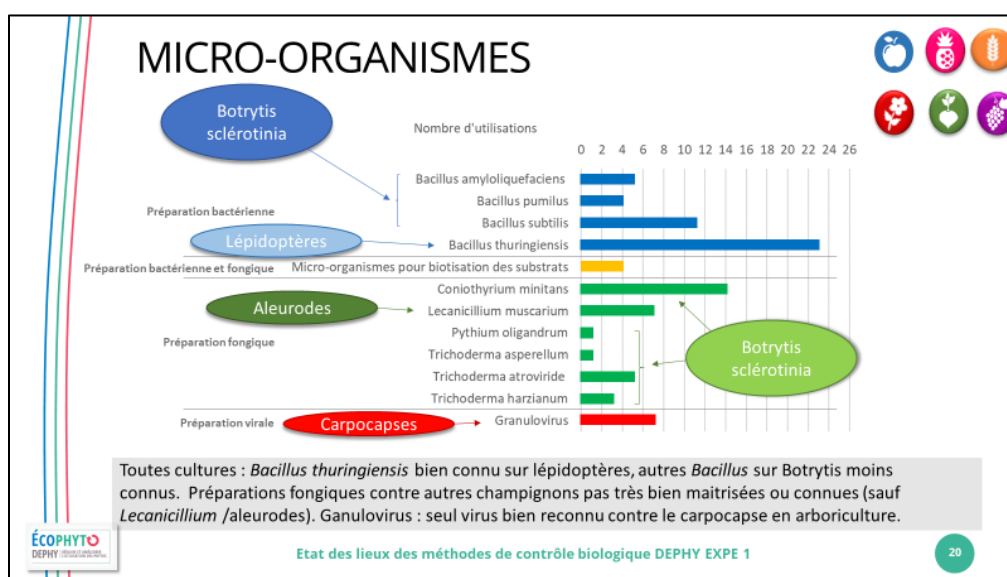 MICRO-ORGANISMES
Botrytis
sclérotinia
Nombre d'utilisations
0 2 4 6 8 10 12 14 16 18 20 22 24 26
Bacillus amyloliquefaciens
Bacillus pumilus
Préparation bactérienne
Bacillus subtilis
Lépidoptères
Bacillus thuringiensis
Préparation bactérienne et fongique
Micro-organismes pour biotisation des substrats
Coniothyrium minitans
Aleurodes
Lecanicillium muscarium
Pythium oligandrum
Préparation fongique
Trichoderma asperellum
Botrytis
sclérotinia
Trichoderma atroviride
Trichoderma harzianum
Préparation virale
Carpocapses
Granulovirus
Toutes cultures : Bacillus thuringiensis bien connu sur lépidoptères, autres Bacillus sur Botrytis moins
connus. Préparations fongiques contre autres champignons pas très bien maitrisées ou connues (sauf
Lecanicillium /aleurodes). Ganulovirus : seul virus bien reconnu contre le carpocapse en arboriculture.
ÉCOPHYTO
DEPHY
Etat des lieux des méthodes de contrôle biologique DEPHY EXPE 1
20